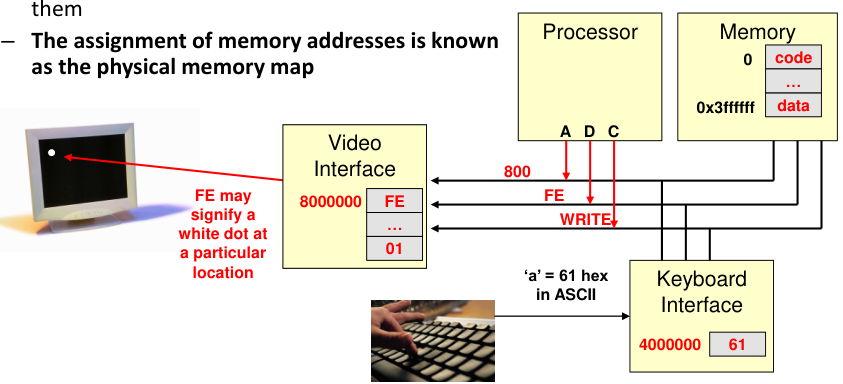 them
– The assignment of memory addresses is known
as the physical memory map
Processor
A D C
Memory
0 code
...
0x3ffffff data
Video
Interface
8000000 FE
...
01
800
FE
WRITE
FE may
signify a
white dot at
a particular
location
‘a’ = 61 hex
in ASCII
Keyboard
Interface
4000000 61